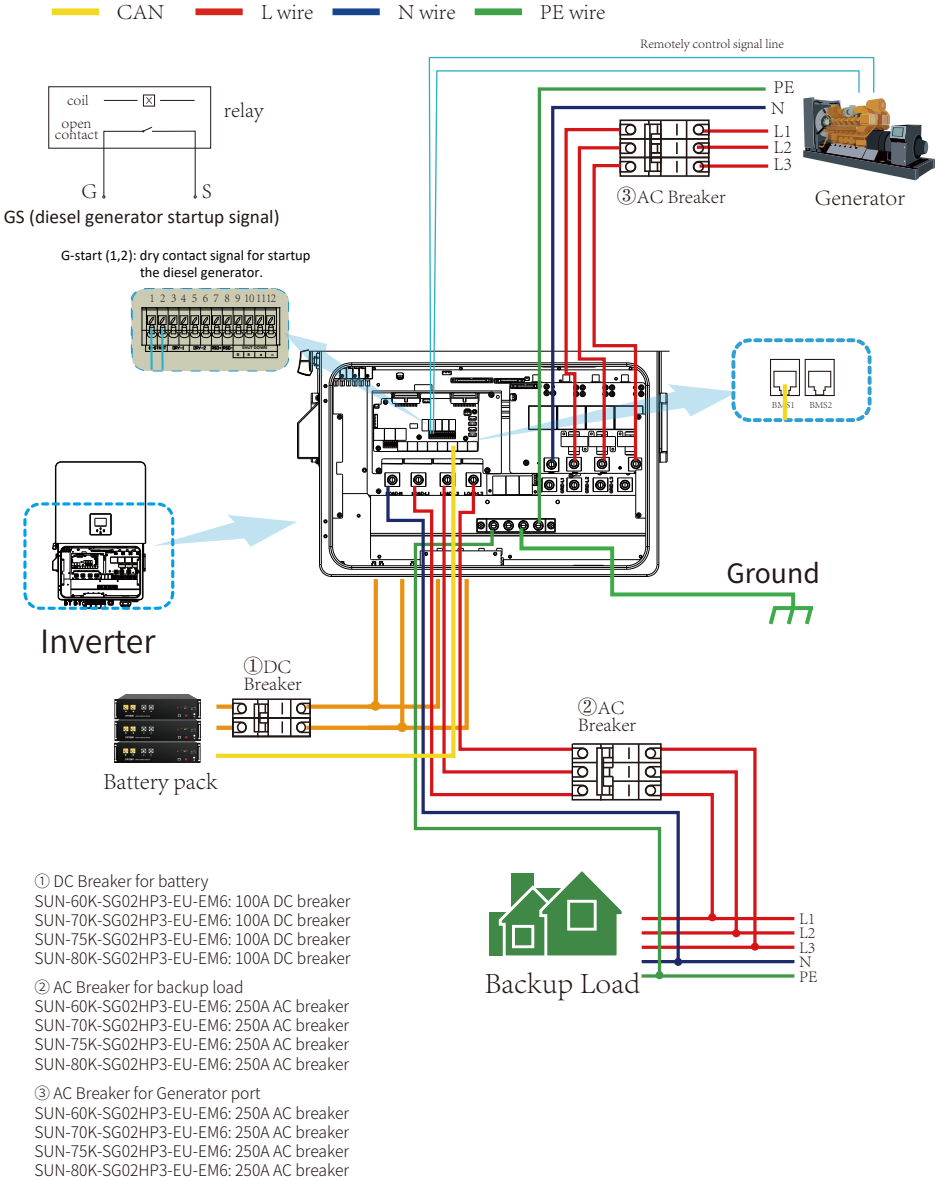 CAN L wire N wire PE wire
Remotely control signal line
coil
open
contact
relay
G S
GS (diesel generator startup signal)
G-start (1,2): dry contact signal for startup
the diesel generator.
1 2 3 4 5 6 7 8 9 10 11 12
PE
N
L1
L2
L3
③AC Breaker
Generator
BMS1 BMS2
LOAD-L1
Inverter
Ground
①DC
Breaker
Battery pack
②AC
Breaker
① DC Breaker for battery
SUN-60K-SG02HP3-EU-EM6: 100A DC breaker
SUN-70K-SG02HP3-EU-EM6: 100A DC breaker
SUN-75K-SG02HP3-EU-EM6: 100A DC breaker
SUN-80K-SG02HP3-EU-EM6: 100A DC breaker
② AC Breaker for backup load
SUN-60K-SG02HP3-EU-EM6: 250A AC breaker
SUN-70K-SG02HP3-EU-EM6: 250A AC breaker
SUN-75K-SG02HP3-EU-EM6: 250A AC breaker
SUN-80K-SG02HP3-EU-EM6: 250A AC breaker
③ AC Breaker for Generator port
SUN-60K-SG02HP3-EU-EM6: 250A AC breaker
SUN-70K-SG02HP3-EU-EM6: 250A AC breaker
SUN-75K-SG02HP3-EU-EM6: 250A AC breaker
SUN-80K-SG02HP3-EU-EM6: 250A AC breaker
Backup Load
L1
L2
L3
N
PE